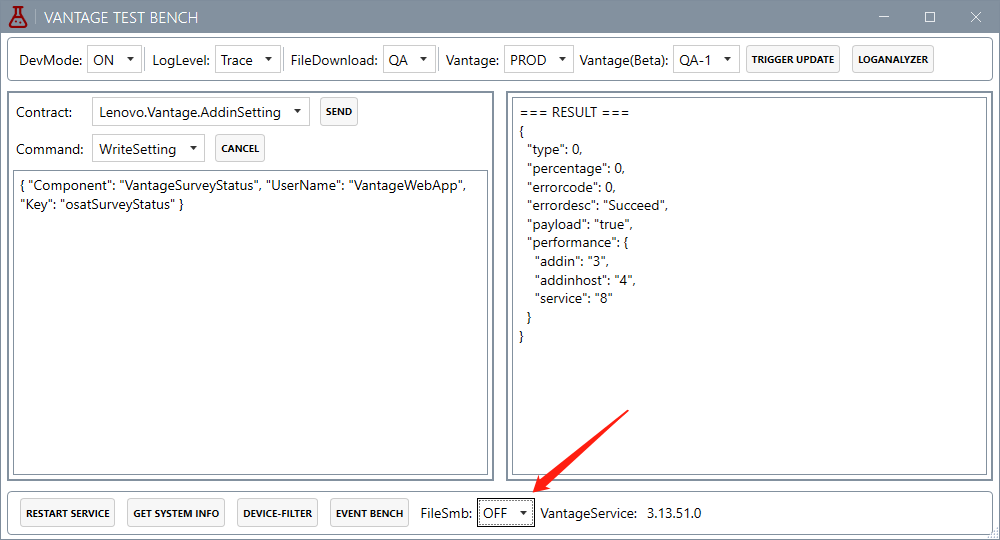 VANTAGE TEST BENCH
DevMode: ON LogLevel: Trace FileDownload: QA Vantage: PROD Vantage(Beta): QA-1 TRIGGER UPDATE LOGANALYZER
Contract: Lenovo.Vantage.AddinSetting SEND
Command: WriteSetting CANCEL
{ "Component": "VantageSurveyStatus", "UserName": "VantageWebApp",
"Key": "osatSurveyStatus" }
=== RESULT ===
{
"type": 0,
"percentage": 0,
"errorcode": 0,
"errordesc": "Succeed",
"payload": "true",
"performance": {
"addin": "3",
"addinhost": "4",
"service": "8"
}
}
RESTART SERVICE GET SYSTEM INFO DEVICE-FILTER EVENT BENCH FileSmb: OFF VantageService: 3.13.51.0